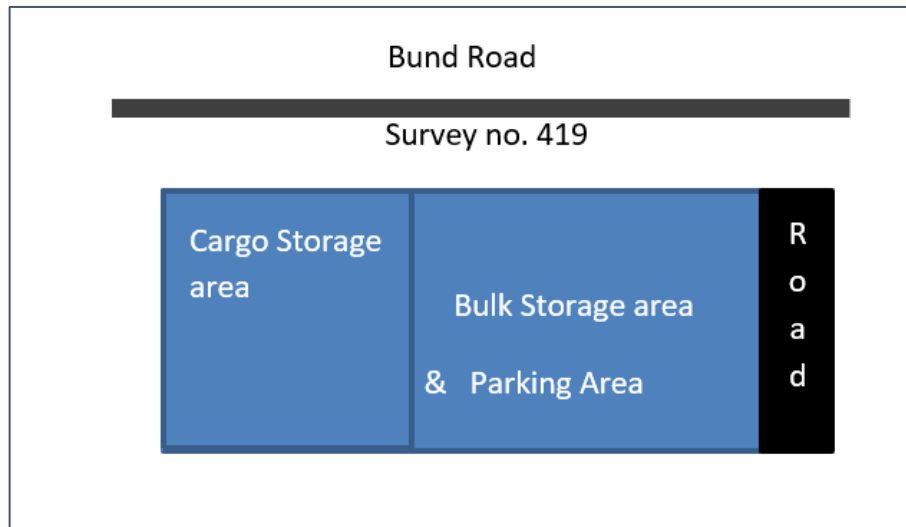 Bund Road
Survey no. 419
Cargo Storage
area
Bulk Storage area
& Parking Area
R
o
a
d